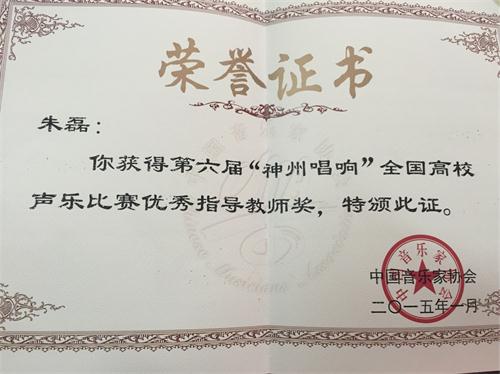 荣誉证书
朱磊：
你获得第六届“神州唱响”全国高校
声乐比赛优秀指导教师奖，特颁此证。
中国音乐家协会
二〇一五年一月